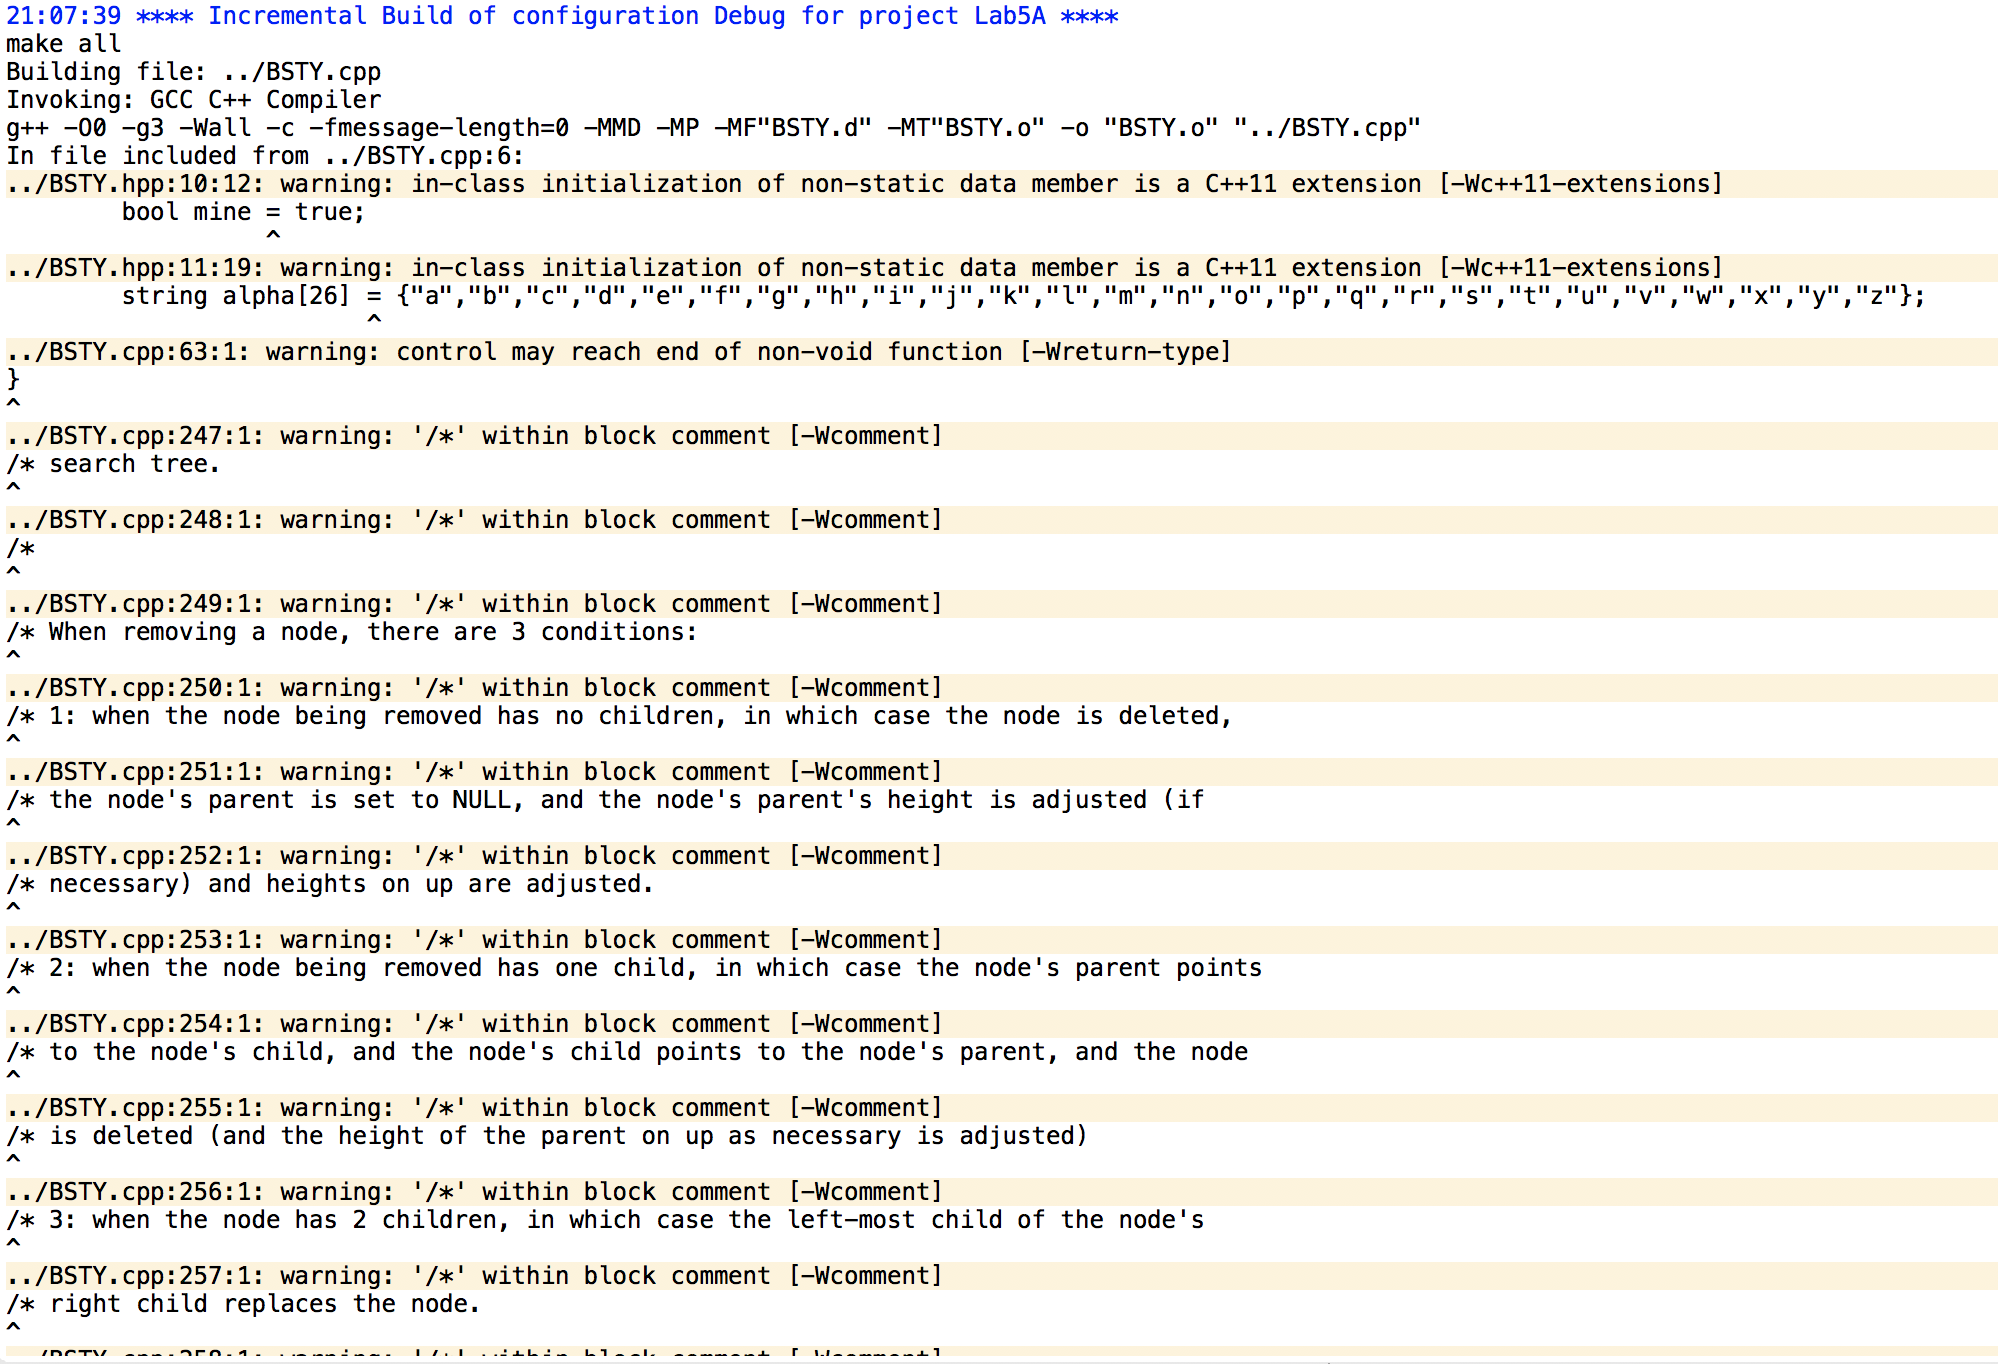 21:07:39 **** Incremental Build of configuration Debug for project Lab5A ****
make all
Building file: ../BSTY.cpp
Invoking: GCC C++ Compiler
g++ -O0 -g3 -Wall -c -fmessage-length=0 -MMD -MP -MF"BSTY.d" -MT"BSTY.o" -o "BSTY.o" "../BSTY.cpp"
In file included from ../BSTY.cpp:6:
../BSTY.hpp:10:12: warning: in-class initialization of non-static data member is a C++11 extension [-Wc++11-extensions]
        bool mine = true;
                  ^
../BSTY.hpp:11:19: warning: in-class initialization of non-static data member is a C++11 extension [-Wc++11-extensions]
        string alpha[26] = {"a","b","c","d","e","f","g","h","i","j","k","l","m","n","o","p","q","r","s","t","u","v","w","x","y","z"};
                         ^
../BSTY.cpp:63:1: warning: control may reach end of non-void function [-Wreturn-type]
}
^
../BSTY.cpp:247:1: warning: '/*' within block comment [-Wcomment]
/* search tree.
^
../BSTY.cpp:248:1: warning: '/*' within block comment [-Wcomment]
/*
^
../BSTY.cpp:249:1: warning: '/*' within block comment [-Wcomment]
/* When removing a node, there are 3 conditions:
^
../BSTY.cpp:250:1: warning: '/*' within block comment [-Wcomment]
/* 1: when the node being removed has no children, in which case the node is deleted,
^
../BSTY.cpp:251:1: warning: '/*' within block comment [-Wcomment]
/* the node's parent is set to NULL, and the node's parent's height is adjusted (if
^
../BSTY.cpp:252:1: warning: '/*' within block comment [-Wcomment]
/* necessary) and heights on up are adjusted.
^
../BSTY.cpp:253:1: warning: '/*' within block comment [-Wcomment]
/* 2: when the node being removed has one child, in which case the node's parent points
^
../BSTY.cpp:254:1: warning: '/*' within block comment [-Wcomment]
/* to the node's child, and the node's child points to the node's parent, and the node
^
../BSTY.cpp:255:1: warning: '/*' within block comment [-Wcomment]
/* is deleted (and the height of the parent on up as necessary is adjusted)
^
../BSTY.cpp:256:1: warning: '/*' within block comment [-Wcomment]
/* 3: when the node has 2 children, in which case the left-most child of the node's
^
../BSTY.cpp:257:1: warning: '/*' within block comment [-Wcomment]
/* right child replaces the node.
^
../BSTY.cpp:258:1: warning: '/*' within block comment [-Wcomment]